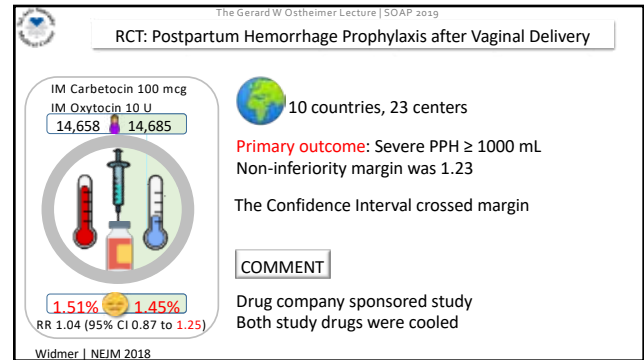 The Gerard W Ostheimer Lecture | SOAP 2019
RCT: Postpartum Hemorrhage Prophylaxis after Vaginal Delivery
IM Carbetocin 100 mcg
IM Oxytocin 10 U
14,658 14,685
10 countries, 23 centers
Primary outcome: Severe PPH ≥ 1000 mL
Non-inferiority margin was 1.23
The Confidence Interval crossed margin
COMMENT
Drug company sponsored study
Both study drugs were cooled
1.51% 1.45%
RR 1.04 (95% CI 0.87 to 1.25)
Widmer | NEJM 2018